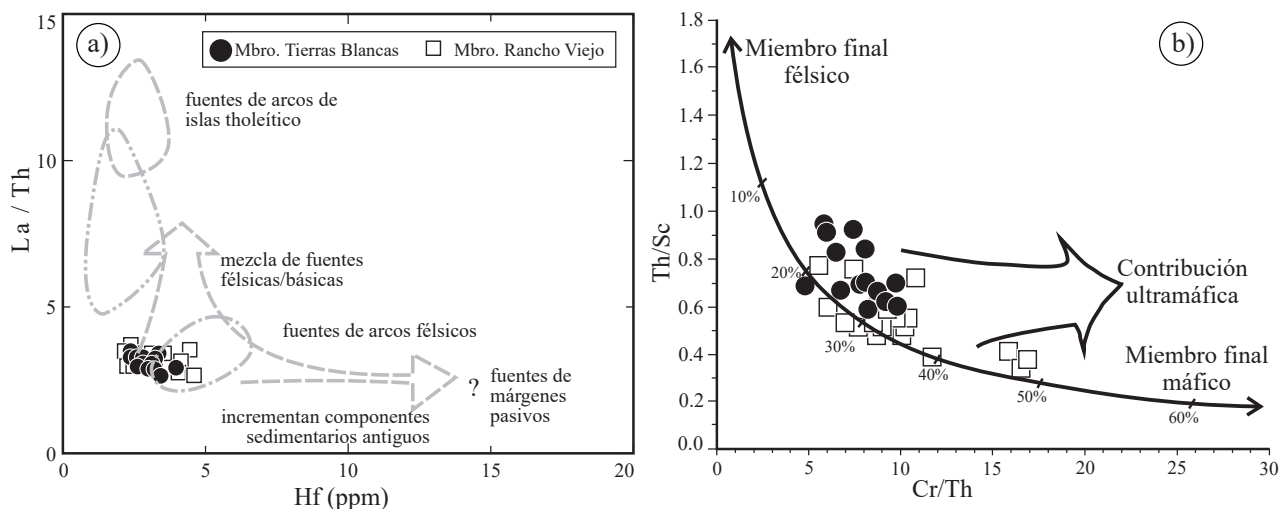 a)
Mbro. Tierras Blancas
Mbro. Rancho Viejo
fuentes de arcos de
islas tholeítico
mezcla de fuentes
félsicas/básicas
fuentes de arcos félsicos
?
fuentes de
márgenes
pasivos
incrementan componentes
sedimentarios antiguos
La / Th
15
10
5
0
0
5
10
15
20
Hf (ppm)
b)
Miembro final
félsico
10%
20%
30%
40%
50%
60%
Contribución
ultramáfica
Miembro final
máfico
Th/Sc
1.8
1.6
1.4
1.2
1.0
0.8
0.6
0.4
0.2
0.0
0
5
10
15
20
25
30
Cr/Th